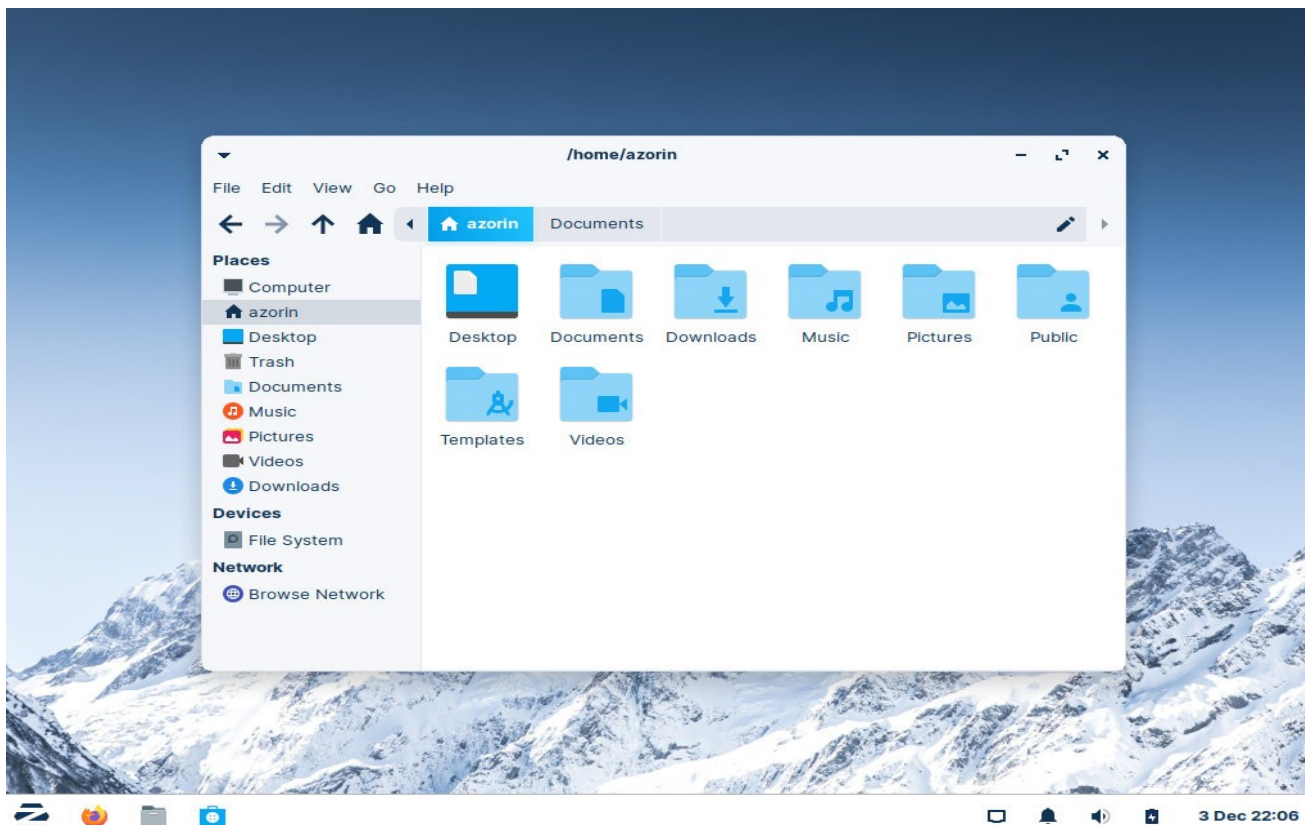 /home/azorin
File Edit View Go Help
azorin Documents
Places
Computer
azorin
Desktop
Trash
Documents
Music
Pictures
Videos
Downloads
Devices
File System
Network
Browse Network
Desktop Documents Downloads Music Pictures Public
Templates Videos
3 Dec 22:06